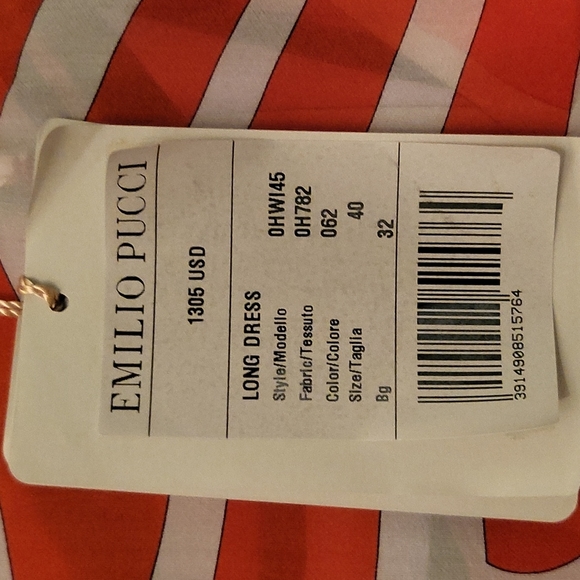 EMILIO PUCCI
1305 USD
LONG DRESS
Style/Modello 0HWI45
Fabric/Tessuto 0H782
Color/Colore 062
Size/Taglia 40
Bg 32
3914908515764